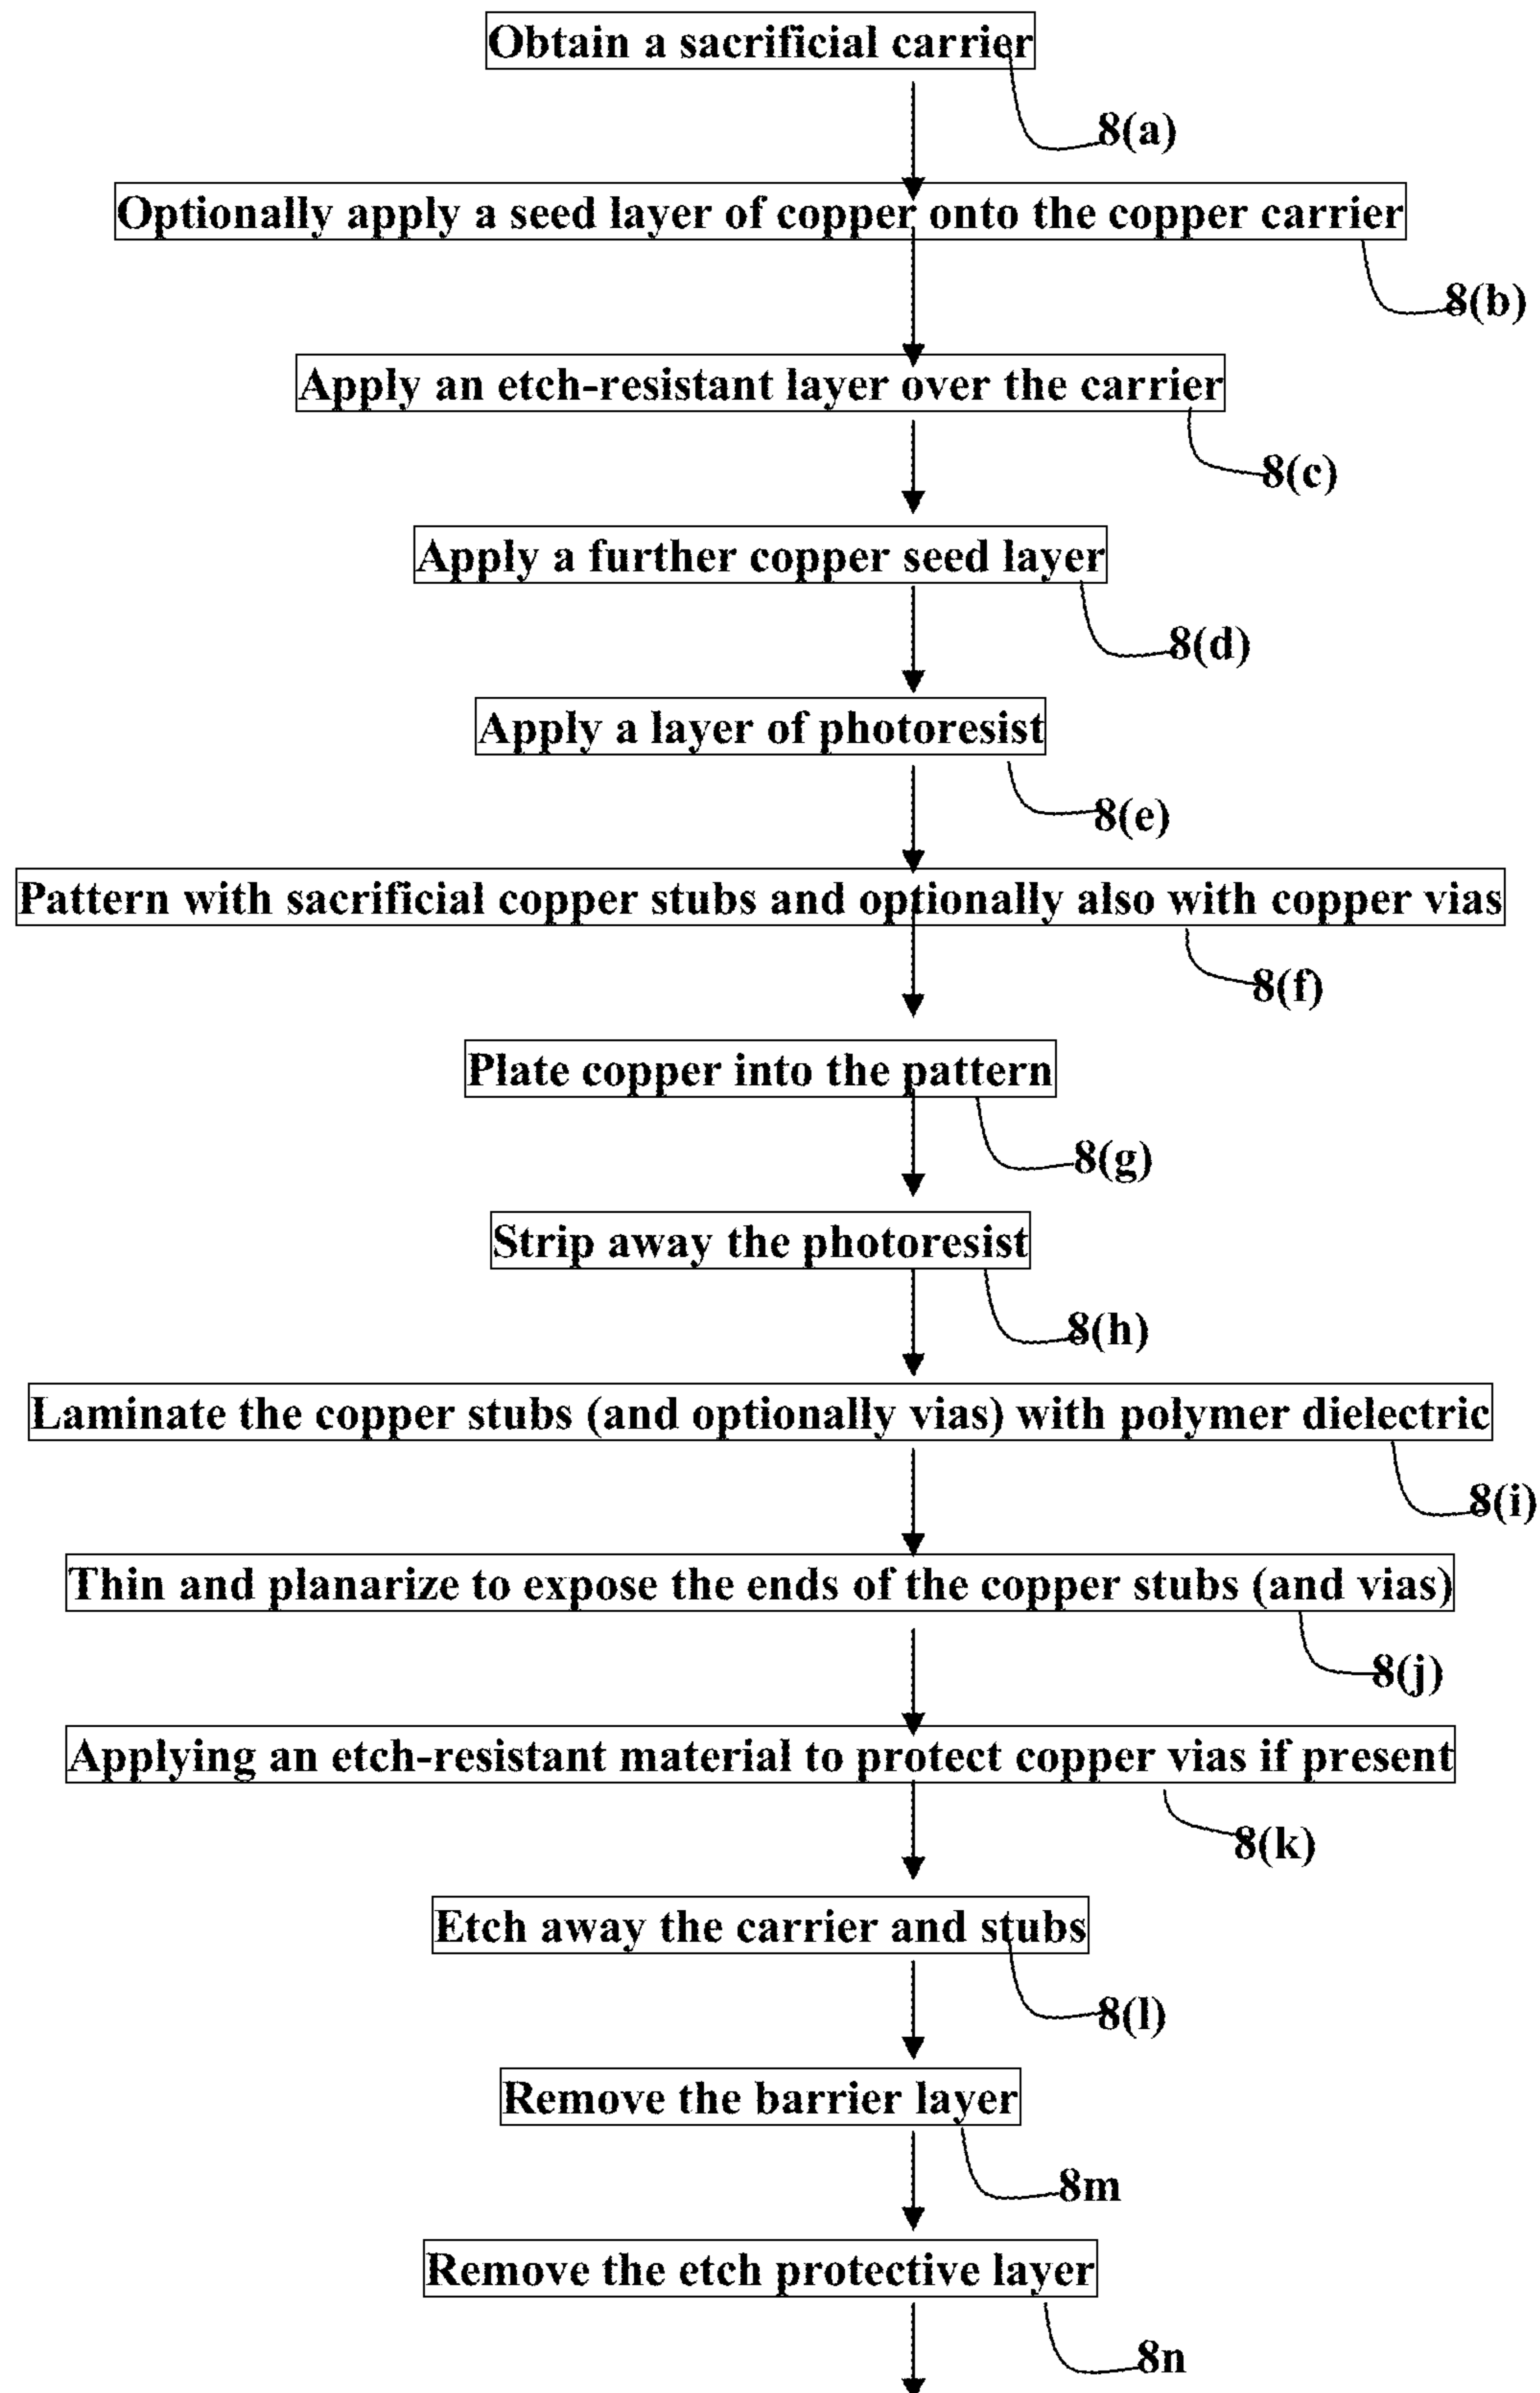 Obtain a sacrificial carrier
8(a)
Optionally apply a seed layer of copper onto the copper carrier
8(b)
Apply an etch-resistant layer over the carrier
8(c)
Apply a further copper seed layer
8(d)
Apply a layer of photoresist
8(e)
Pattern with sacrificial copper stubs and optionally also with copper vias
8(f)
Plate copper into the pattern
8(g)
Strip away the photoresist
8(h)
Laminate the copper stubs (and optionally vias) with polymer dielectric
8(i)
Thin and planarize to expose the ends of the copper stubs (and vias)
8(j)
Applying an etch-resistant material to protect copper vias if present
8(k)
Etch away the carrier and stubs
8(l)
Remove the barrier layer
8m
Remove the etch protective layer
8n